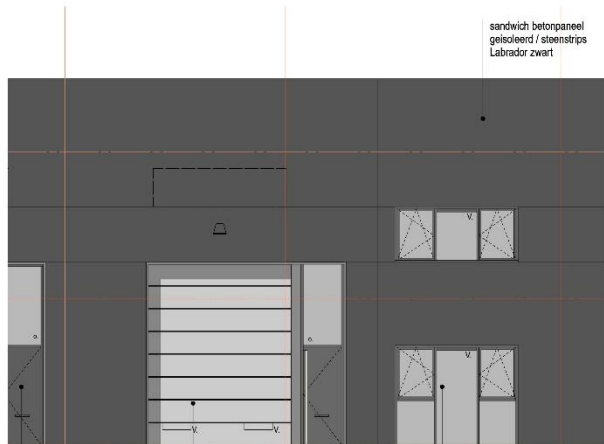 sandwich betonpaneel
geisoleerd / steenstrips
Labrador zwart
V.
V.
V.
V.